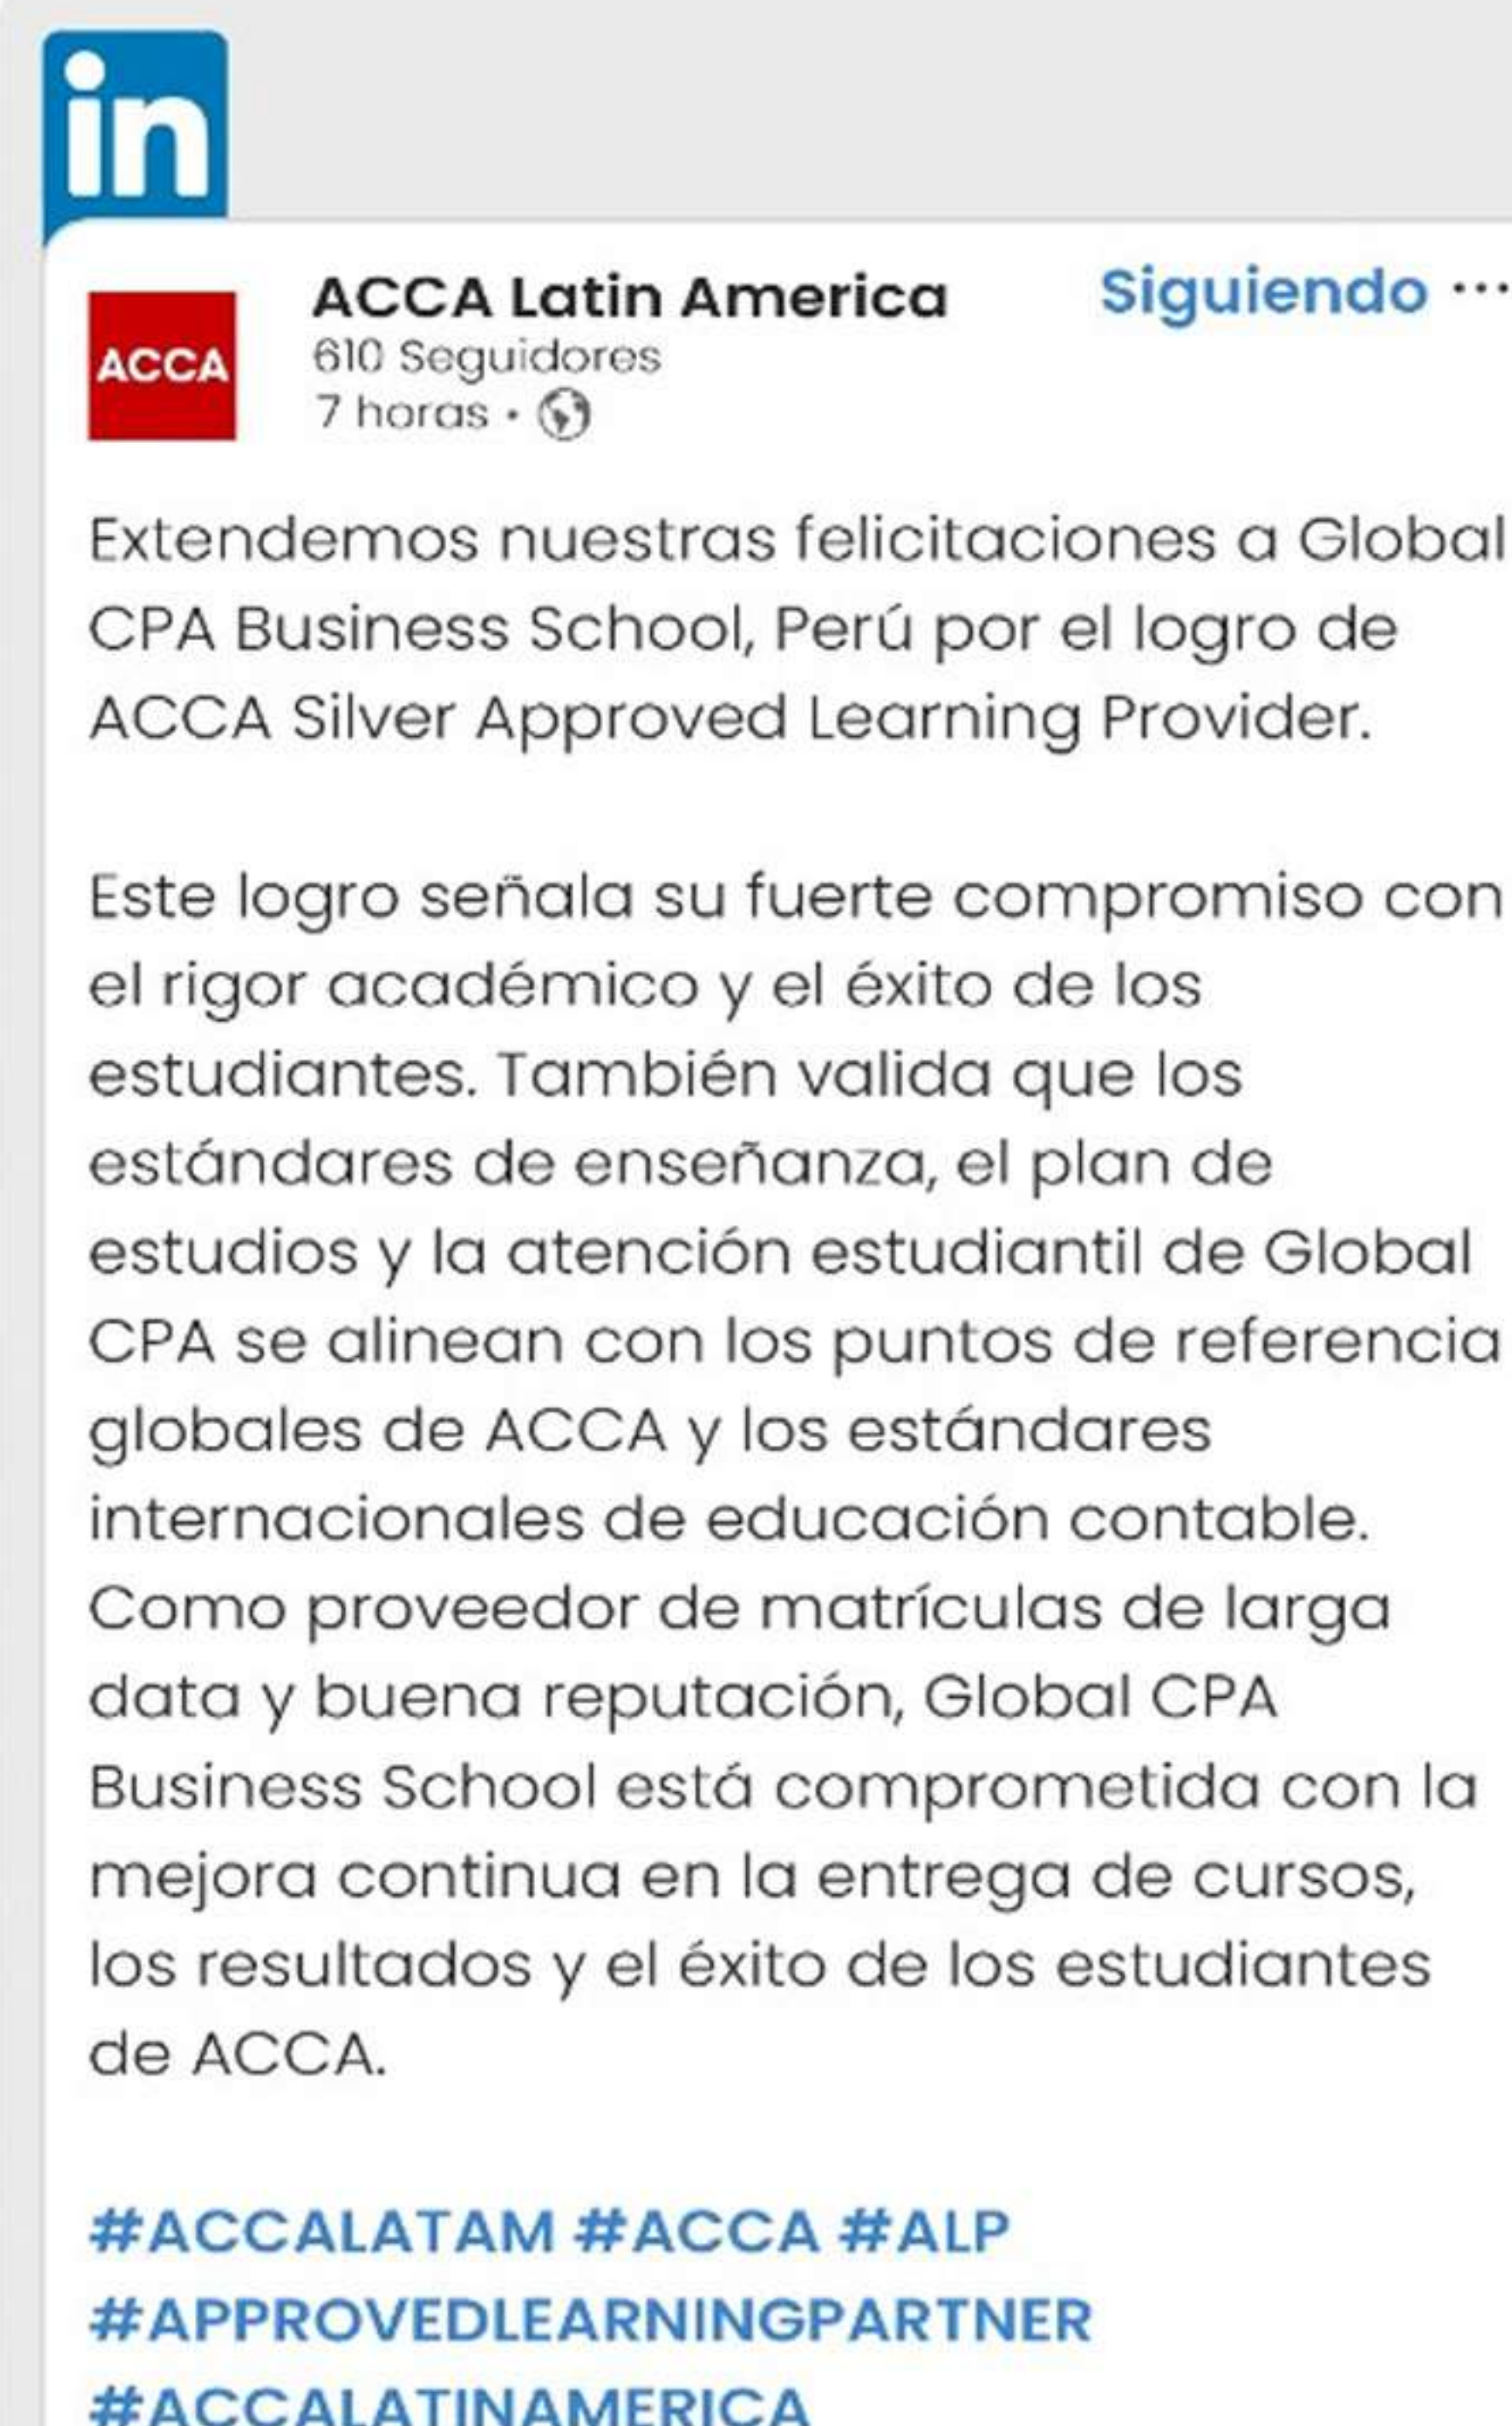 in
ACCA Latin America
Siguiendo ...
ACCA
610 Seguidores
7 horas •
Extendemos nuestras felicitaciones a Global
CPA Business School, Perú por el logro de
ACCA Silver Approved Learning Provider.
Este logro señala su fuerte compromiso con
el rigor académico y el éxito de los
estudiantes. También valida que los
estándares de enseñanza, el plan de
estudios y la atención estudiantil de Global
CPA se alinean con los puntos de referencia
globales de ACCA y los estándares
internacionales de educación contable.
Como proveedor de matrículas de larga
data y buena reputación, Global CPA
Business School está comprometida con la
mejora continua en la entrega de cursos,
los resultados y el éxito de los estudiantes
de ACCA.
#ACCALATAM #ACCA #ALP
#APPROVEDLEARNINGPARTNER
#ACCALATINAMERICA